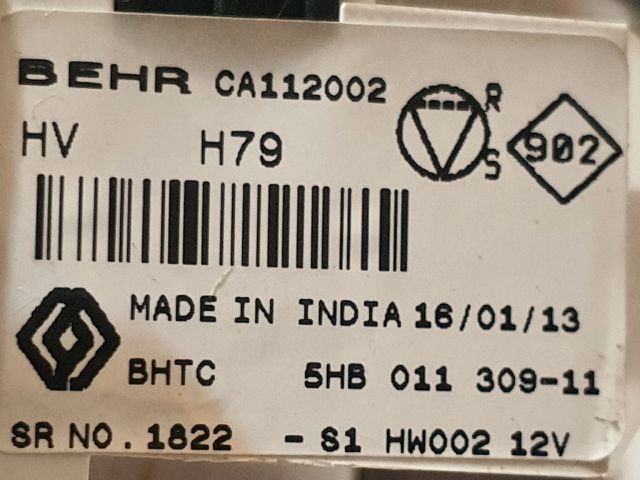 BEHR CA112002
HV H79
R
S
902
MADE IN INDIA 16/01/13
BHTC 5HB 011 309-11
SR NO. 1822 - S1 HW002 12V